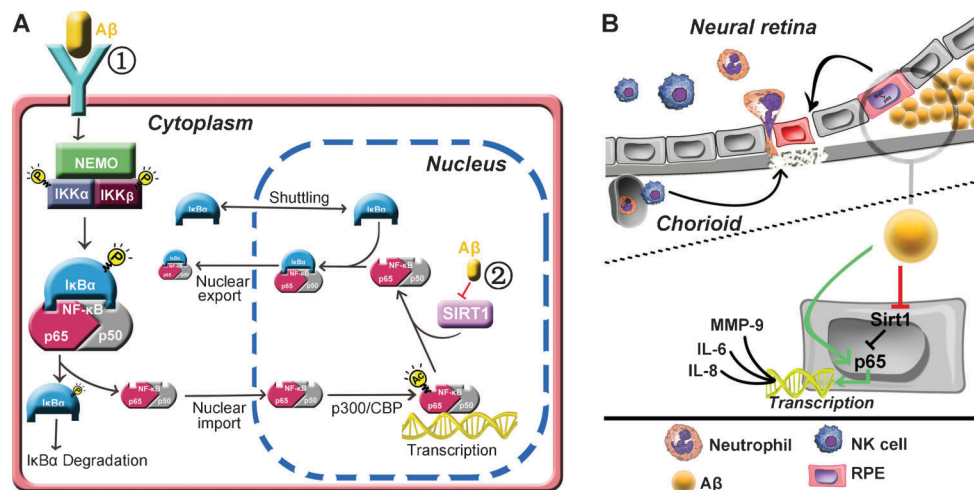 A
Aβ
①
Cytoplasm
Nucleus
NEMO
IKKα
IKKβ
P
P
Shuttling
IκBα
IκBα
P
IκBα
NF-κB
p65
p50
IκBα
NF-κB
p65
p50
Nuclear
export
IκBα
NF-κB
p65
p50
NF-κB
p65
p50
Aβ
②
SIRT1
P
IκBα
NF-κB
p65
p50
Nuclear
import
NF-κB
p65
p50
p300/CBP
Ac
NF-κB
p65
p50
Transcription
IκBα Degradation
B
Neural retina
Chorioid
Sirt1
p65
MMP-9
IL-6
IL-8
Transcription
Neutrophil
NK cell
Aβ
RPE